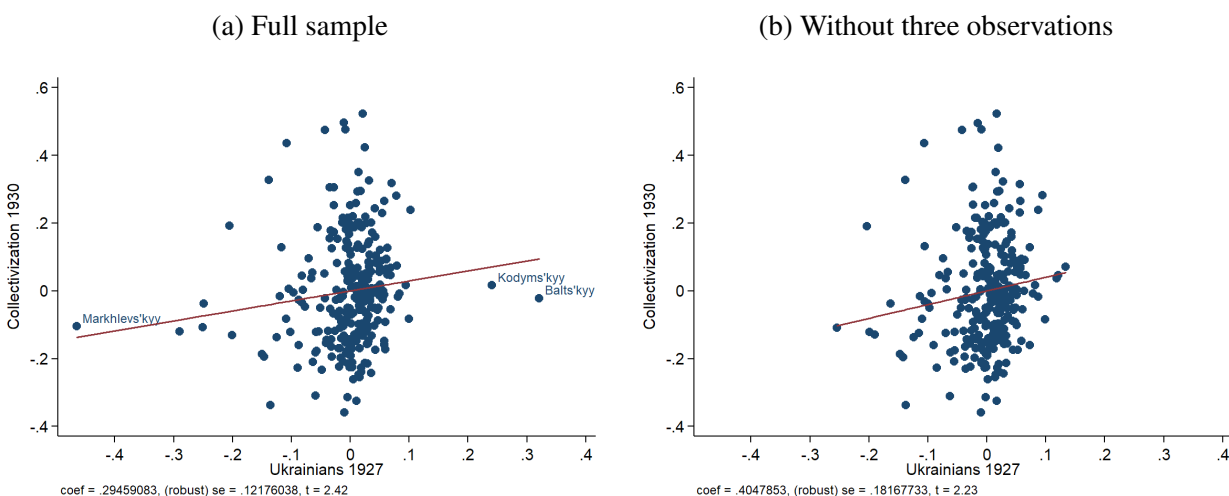 (a) Full sample
(b) Without three observations
.6
.4
.2
0
-.2
-.4
Collectivization 1930
Markhlevs'kyy
Kodyms'kyy
Balts'kyy
-.4 -.3 -.2 -.1 0 .1 .2 .3 .4
Ukrainians 1927
coef = .29459083, (robust) se = .12176038, t = 2.42
.6
.4
.2
0
-.2
-.4
Collectivization 1930
-.4 -.3 -.2 -.1 0 .1 .2 .3 .4
Ukrainians 1927
coef = .4047853, (robust) se = .18167733, t = 2.23